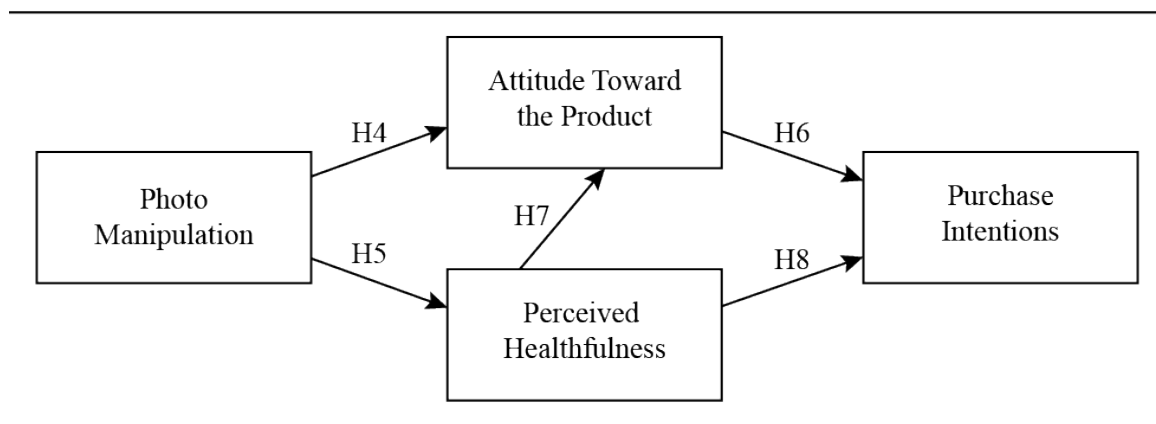 Attitude Toward
the Product
H4
H6
Photo
Manipulation
Purchase
Intentions
H7
H5
H8
Perceived
Healthfulness